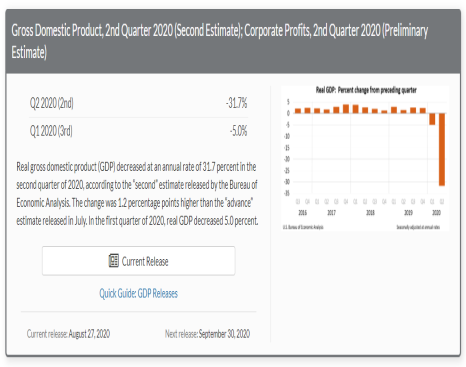 Gross Domestic Product, 2nd Quarter 2020 (Second Estimate); Corporate Profits, 2nd Quarter 2020 (Preliminary
Estimate)
Q2 2020 (2nd) -31.7%
Q1 2020 (3rd) -5.0%
Real gross domestic product (GDP) decreased at an annual rate of 31.7 percent in the
second quarter of 2020, according to the "second" estimate released by the Bureau of
Economic Analysis. The change was 1.2 percentage points higher than the "advance"
estimate released in July. In the first quarter of 2020, real GDP decreased 5.0 percent.
Current Release
Quick Guide: GDP Releases
Current release: August 27, 2020 Next release: September 30, 2020
Real GDP: Percent change from preceding quarter
5
0
-5
-10
-15
-20
-25
-30
-35
2016 2017 2018 2019 2020
U.S. Bureau of Economic Analysis Seasonally adjusted at annual rates